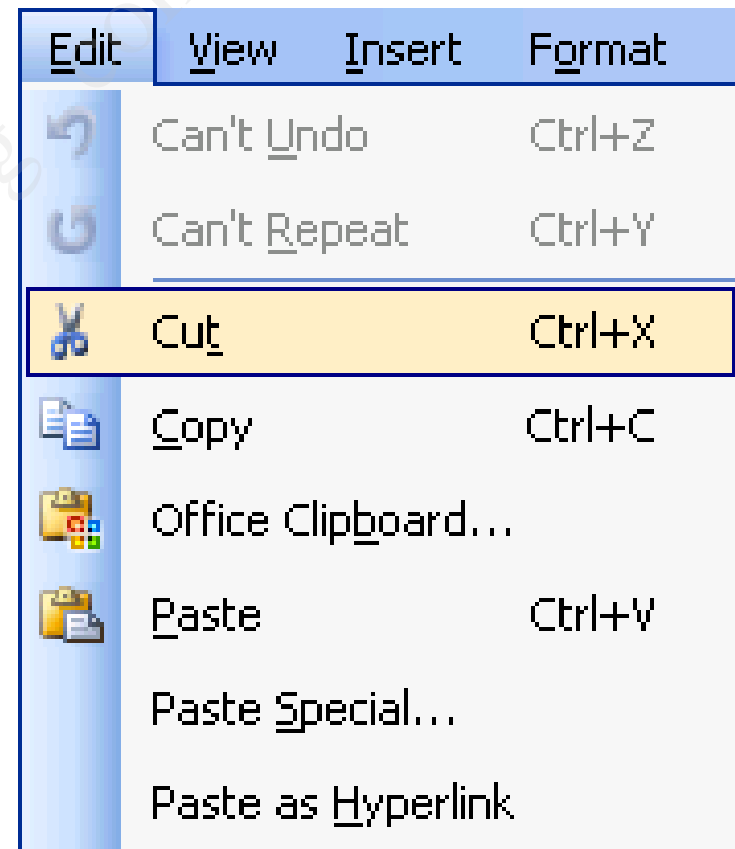 Edit View Insert Format
Can't Undo Ctrl+Z
Can't Repeat Ctrl+Y
Cut Ctrl+X
Copy Ctrl+C
Office Clipboard...
Paste Ctrl+V
Paste Special...
Paste as Hyperlink